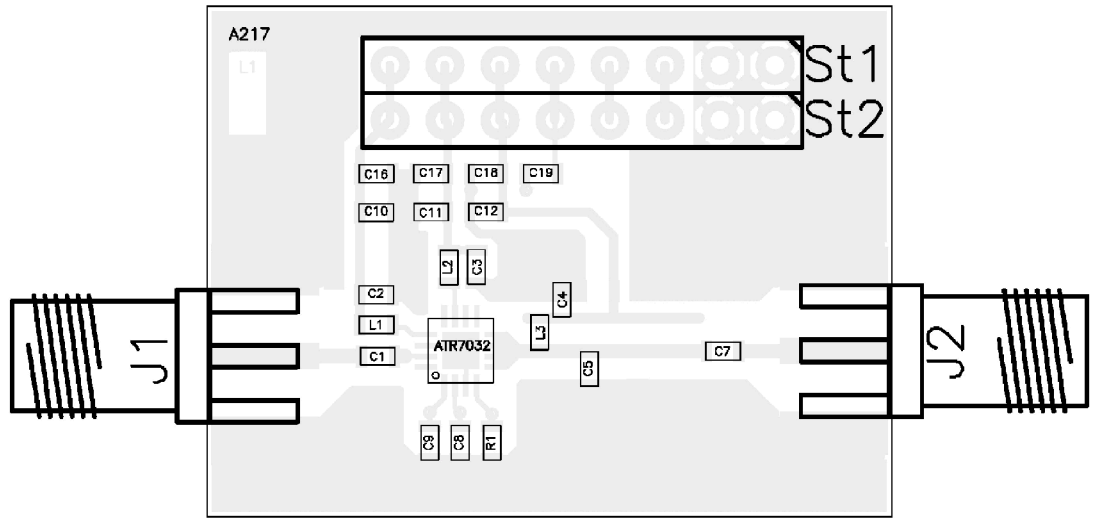 A217
L1
St1
St2
C16 C17 C18 C19
C10 C11 C12
L2 C3
C2
C4
L1
L3
ATR7032
J1
C1
C7
C5
J2
C9 C8 R1